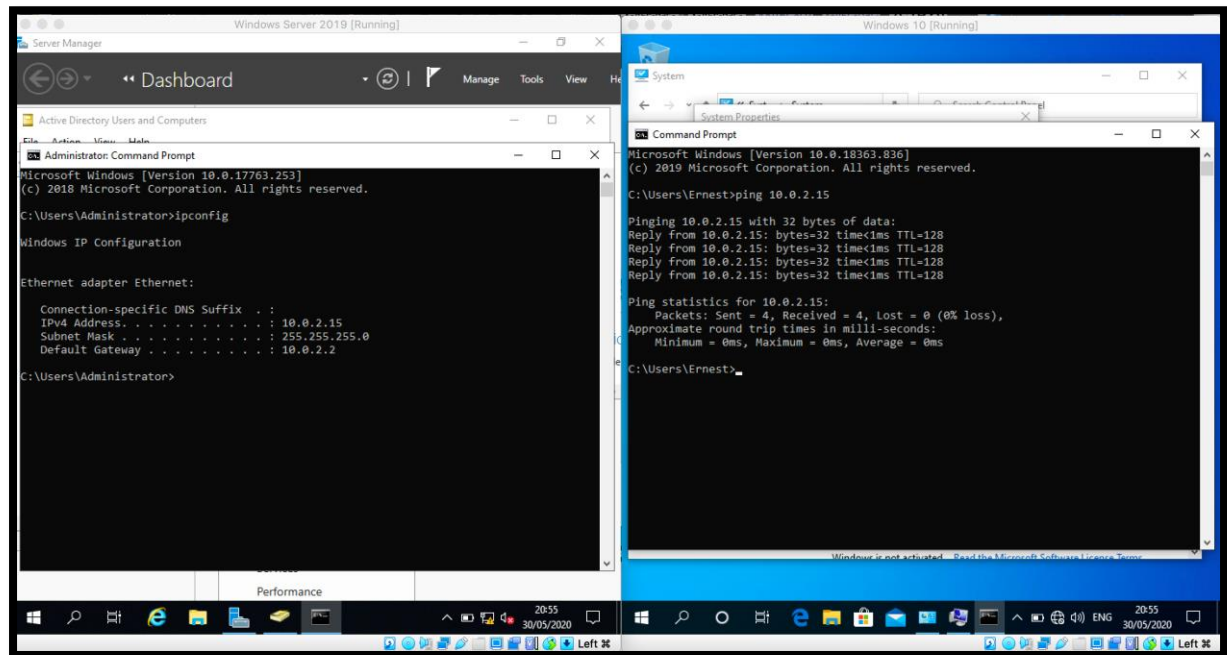 Windows Server 2019 [Running]
Server Manager
Dashboard
Manage Tools View He
Active Directory Users and Computers
File Action View Help
Administrator: Command Prompt
Microsoft Windows [Version 10.0.17763.253]
(c) 2018 Microsoft Corporation. All rights reserved.
C:\Users\Administrator>ipconfig
Windows IP Configuration
Ethernet adapter Ethernet:
Connection-specific DNS Suffix . :
IPv4 Address. . . . . . . . . . . : 10.0.2.15
Subnet Mask . . . . . . . . . . . : 255.255.255.0
Default Gateway . . . . . . . . . : 10.0.2.2
C:\Users\Administrator>
Performance
20:55
30/05/2020
Left ⌘
Windows 10 [Running]
System
Search Control Panel
System Properties
Command Prompt
Microsoft Windows [Version 10.0.18363.836]
(c) 2019 Microsoft Corporation. All rights reserved.
C:\Users\Ernest>ping 10.0.2.15
Pinging 10.0.2.15 with 32 bytes of data:
Reply from 10.0.2.15: bytes=32 time<1ms TTL=128
Reply from 10.0.2.15: bytes=32 time<1ms TTL=128
Reply from 10.0.2.15: bytes=32 time<1ms TTL=128
Reply from 10.0.2.15: bytes=32 time<1ms TTL=128
Ping statistics for 10.0.2.15:
Packets: Sent = 4, Received = 4, Lost = 0 (0% loss),
Approximate round trip times in milli-seconds:
Minimum = 0ms, Maximum = 0ms, Average = 0ms
C:\Users\Ernest>
Windows is not activated. Read the Microsoft Software License Terms
ENG
20:55
30/05/2020
Left ⌘